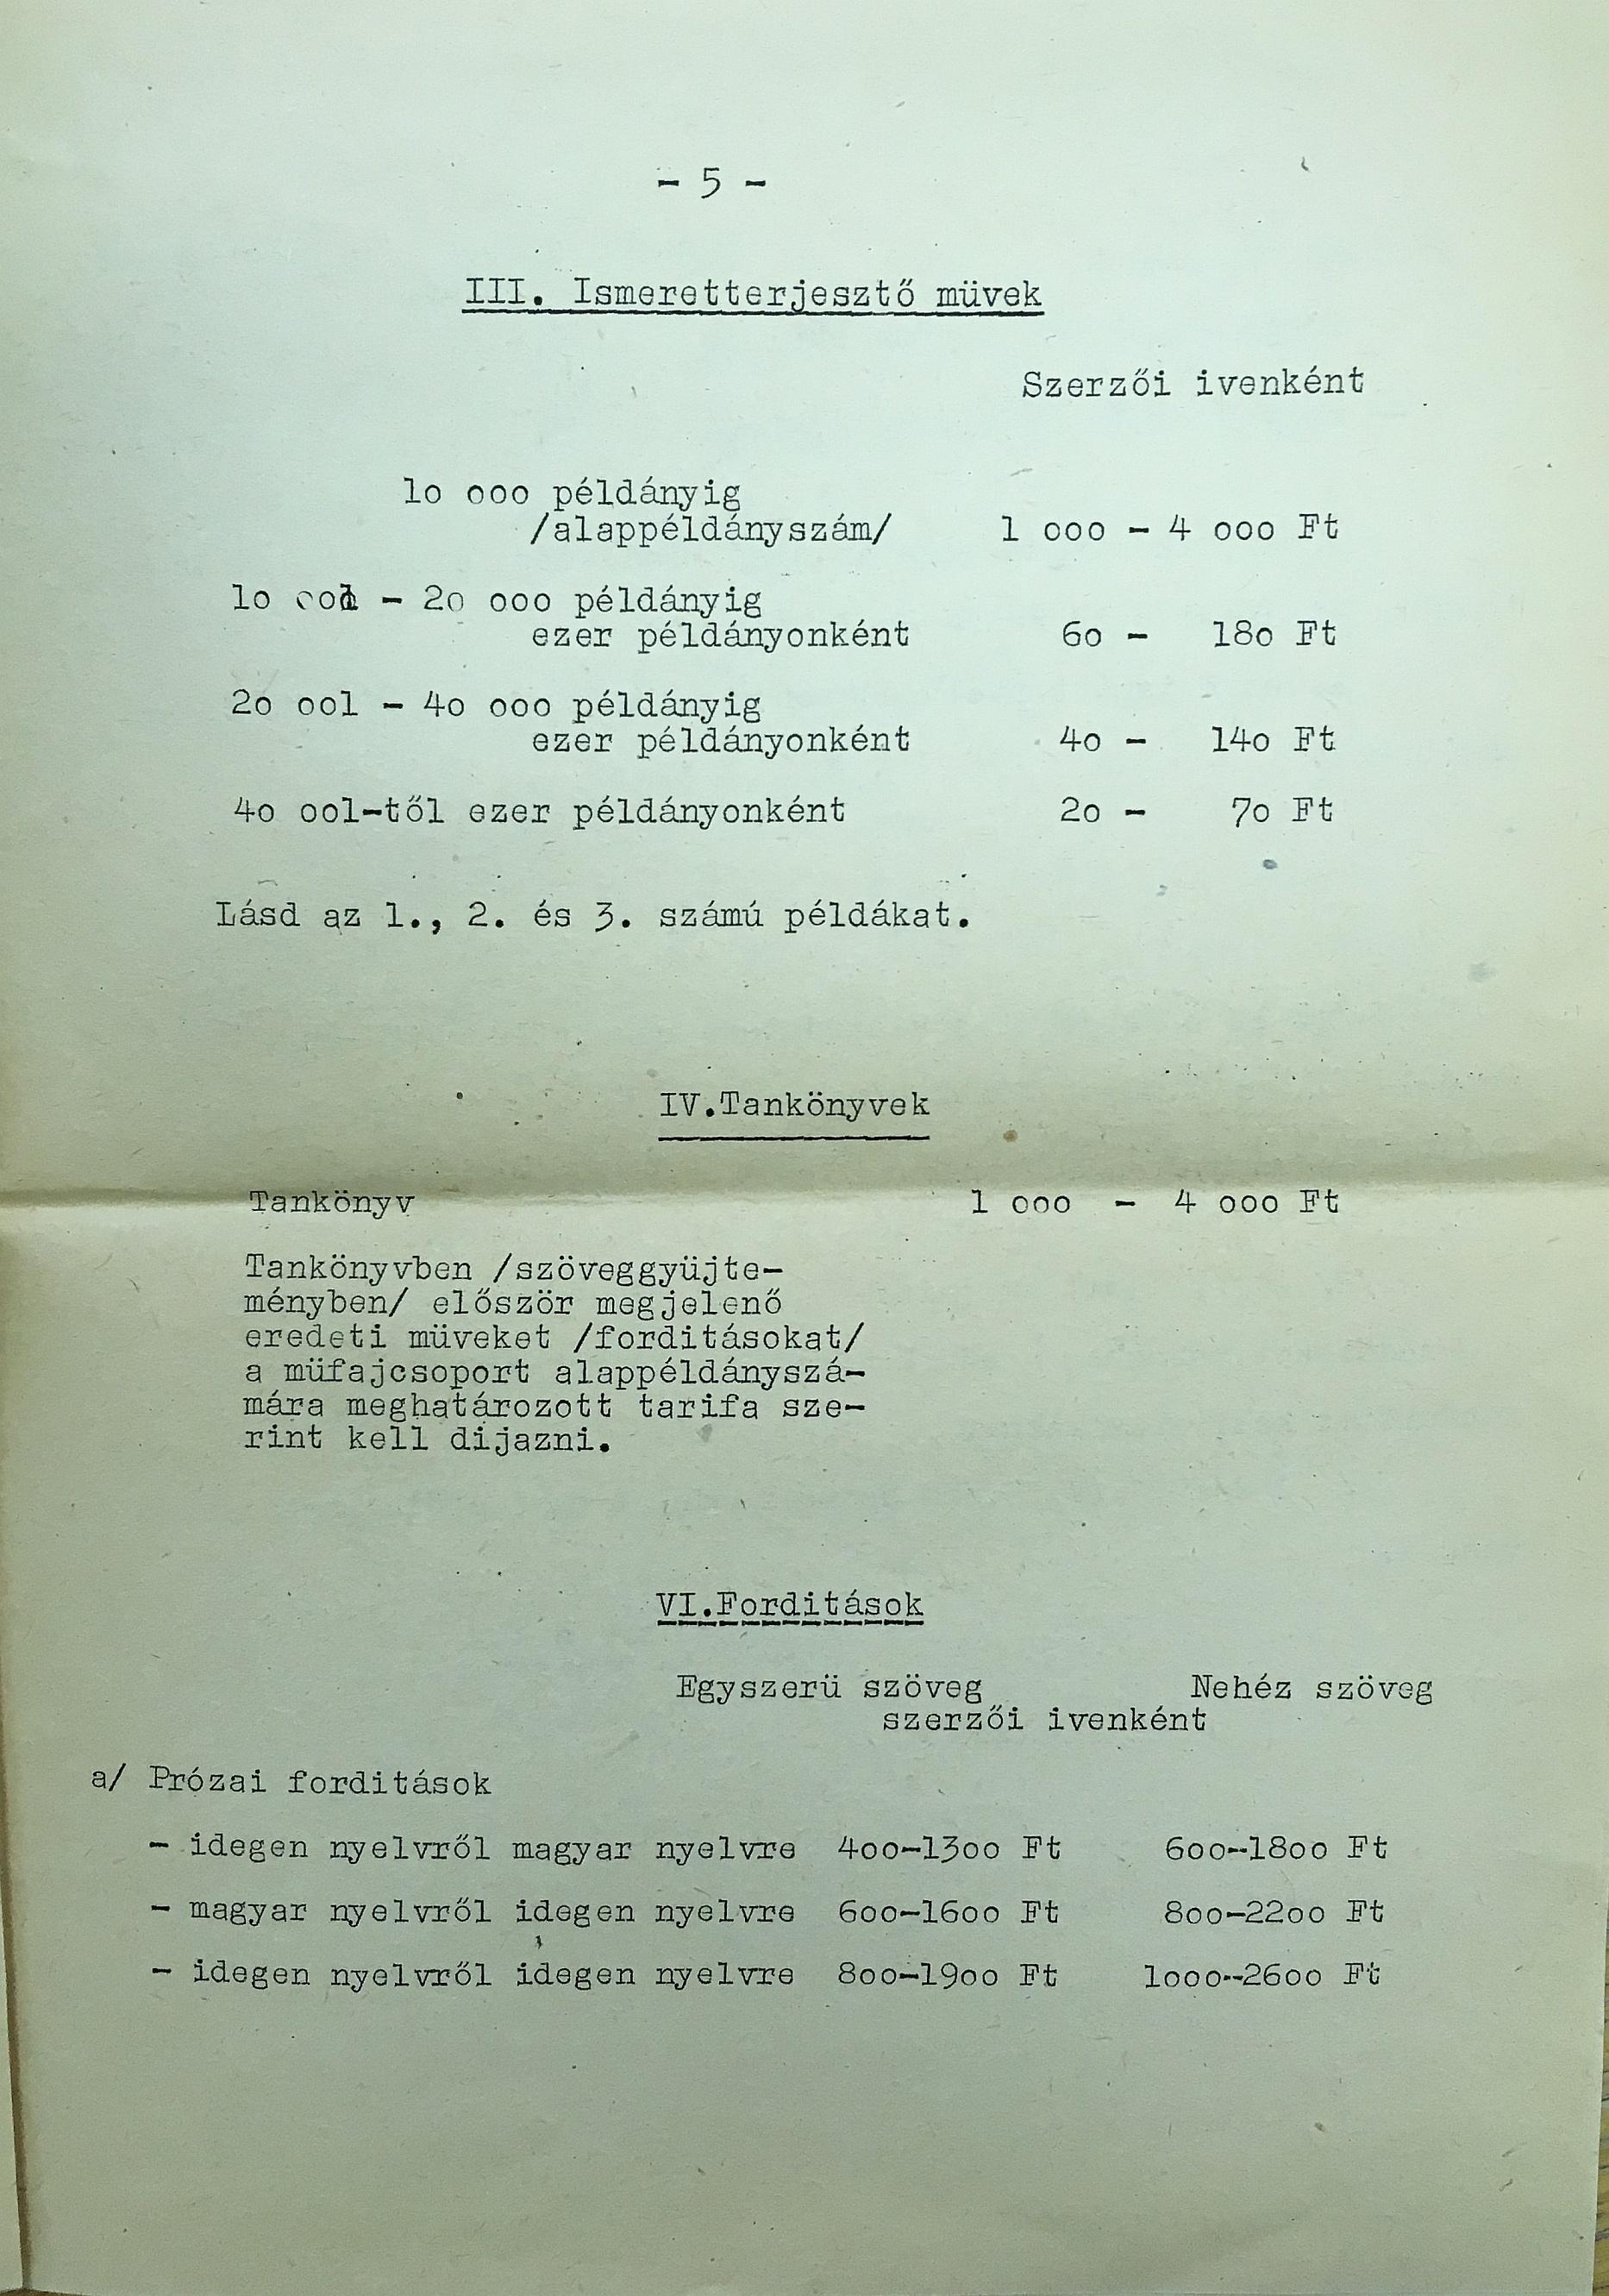 - 5 -
III. Ismeretterjesztő müvek
Szerzői ivenként
lo ooo példányig
/alappéldányszám/ 1 ooo - 4 ooo Ft
lo ool - 2o ooo példányig
ezer példányonként 6o - 18o Ft
2o ool - 4o ooo példányig
ezer példányonként 4o - 14o Ft
4o ool-től ezer példányonként 2o - 7o Ft
Lásd az 1., 2. és 3. számú példákat.
IV.Tankönyvek
Tankönyv 1 ooo - 4 ooo Ft
Tankönyvben /szöveggyüjte-
ményben/ először megjelenő
eredeti müveket /forditásokat/
a müfajcsoport alappéldányszá-
mára meghatározott tarifa sze-
rint kell dijazni.
VI.Forditások
Egyszerü szöveg Nehéz szöveg
szerzői ivenként
a/ Prózai forditások
- idegen nyelvről magyar nyelvre 4oo-13oo Ft 6oo-18oo Ft
- magyar nyelvről idegen nyelvre 6oo-16oo Ft 8oo-22oo Ft
- idegen nyelvről idegen nyelvre 8oo-19oo Ft looo-26oo Ft